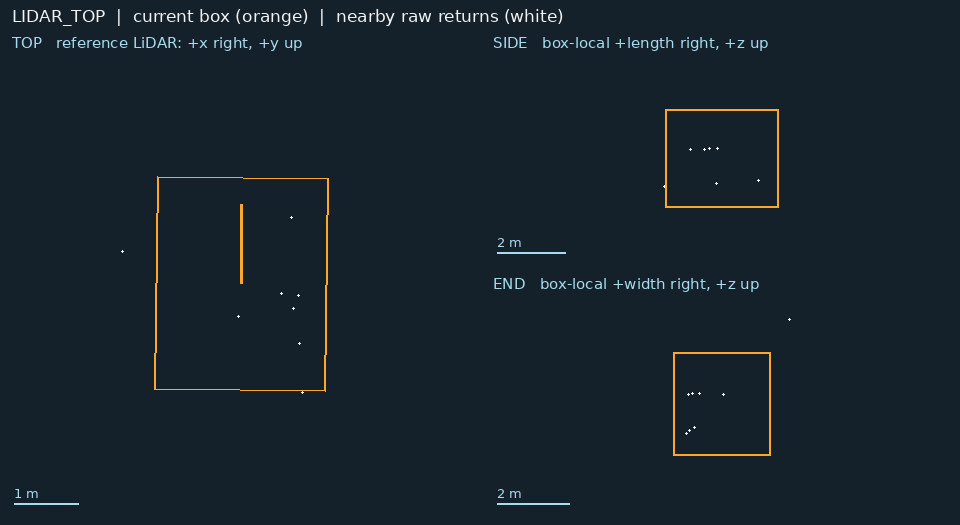 LIDAR_TOP | current box (orange) | nearby raw returns (white)
TOP reference LiDAR: +x right, +y up
SIDE box-local +length right, +z up
2 m
END box-local +width right, +z up
1 m
2 m